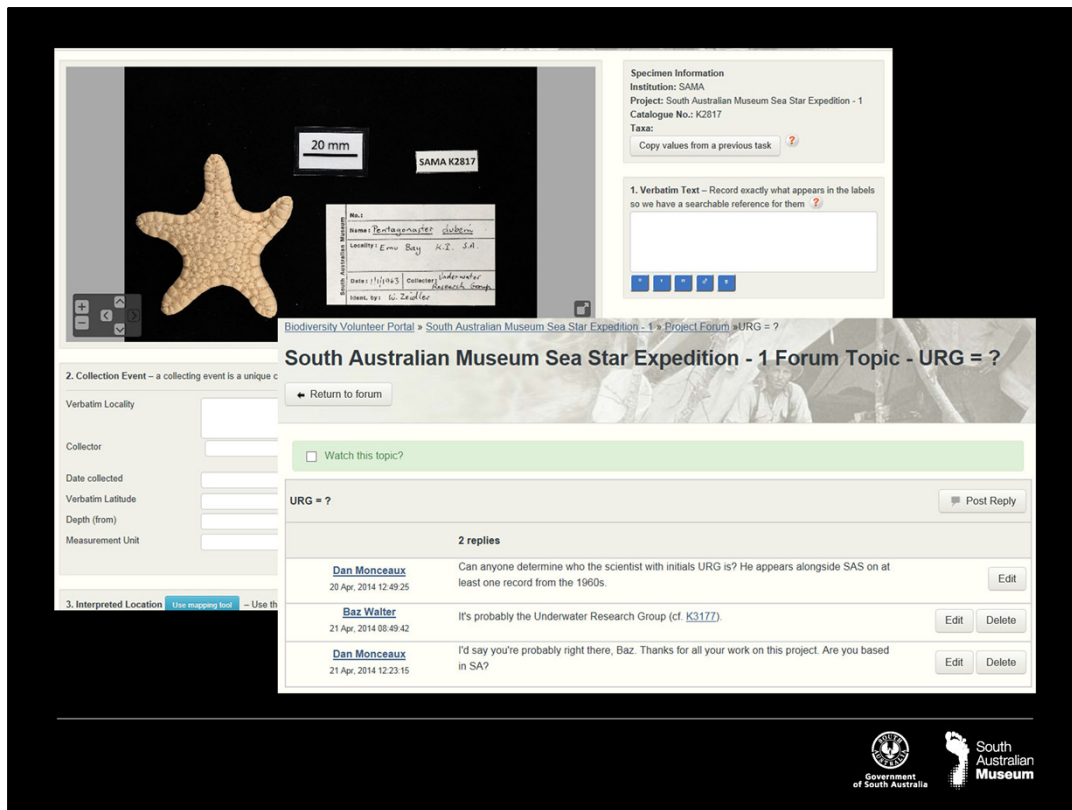 20 mm
SAMA K2817
South Australian Museum
No.:
Name: Pentagonaster dubeni
Locality: Emu Bay K.I. S.A.
Date: 1/1/1963 Collector: Underwater
Research Group
Ident. by: W. Zeidler
Specimen Information
Institution: SAMA
Project: South Australian Museum Sea Star Expedition - 1
Catalogue No.: K2817
Taxa:
Copy values from a previous task ?
1. Verbatim Text – Record exactly what appears in the labels
so we have a searchable reference for them ?
2. Collection Event – a collecting event is a unique c
Verbatim Locality
Collector
Date collected
Verbatim Latitude
Depth (from)
Measurement Unit
3. Interpreted Location Use mapping tool – Use th
Biodiversity Volunteer Portal » South Australian Museum Sea Star Expedition - 1 » Project Forum »URG = ?
South Australian Museum Sea Star Expedition - 1 Forum Topic - URG = ?
Return to forum
Watch this topic?
URG = ? Post Reply
2 replies
Dan Monceaux
20 Apr, 2014 12:49:25
Can anyone determine who the scientist with initials URG is? He appears alongside SAS on at
least one record from the 1960s.
Edit
Baz Walter
21 Apr, 2014 08:49:42
It's probably the Underwater Research Group (cf. K3177).
Edit Delete
Dan Monceaux
21 Apr, 2014 12:23:15
I'd say you're probably right there, Baz. Thanks for all your work on this project. Are you based
in SA?
Edit Delete
SOUTH AUSTRALIA
Government
of South Australia
South
Australian
Museum